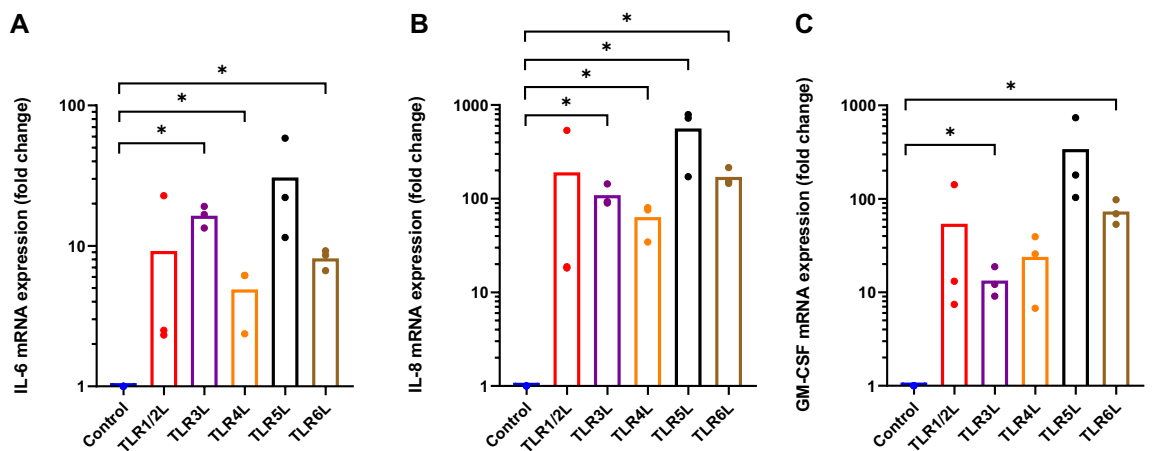 A
IL-6 mRNA expression (fold change)
100
10
1
*
*
*
Control
TLR1/2L
TLR3L
TLR4L
TLR5L
TLR6L
B
IL-8 mRNA expression (fold change)
1000
100
10
1
*
*
*
*
Control
TLR1/2L
TLR3L
TLR4L
TLR5L
TLR6L
C
GM-CSF mRNA expression (fold change)
1000
100
10
1
*
*
Control
TLR1/2L
TLR3L
TLR4L
TLR5L
TLR6L